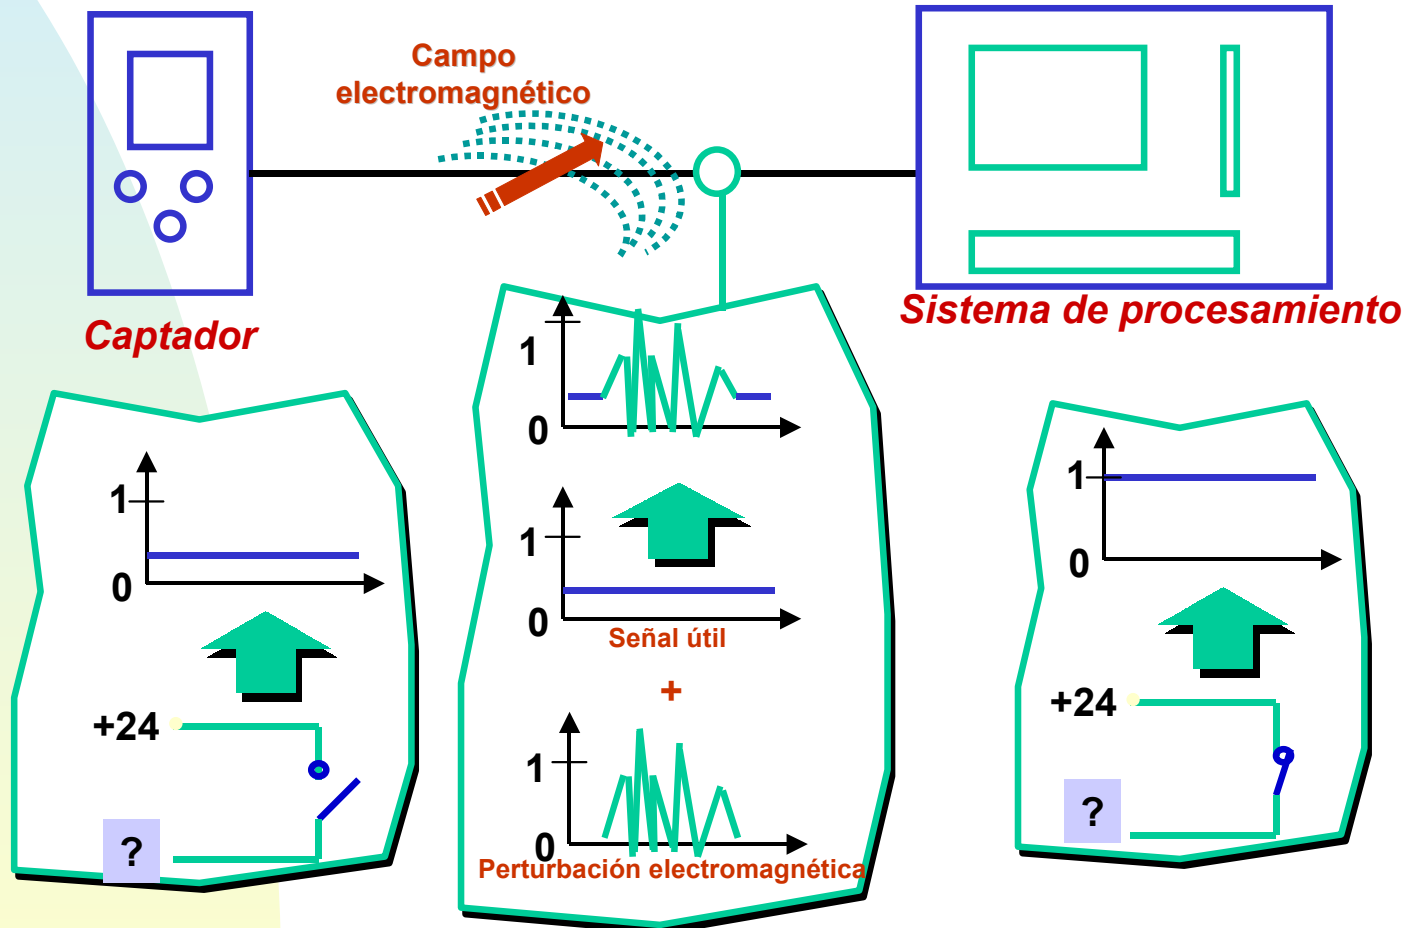 Campo
electromagnético
Captador
Sistema de procesamiento
1
0
+24
?
1
0
1
0
Señal útil
+
1
0
Perturbación electromagnética
1
0
+24
?